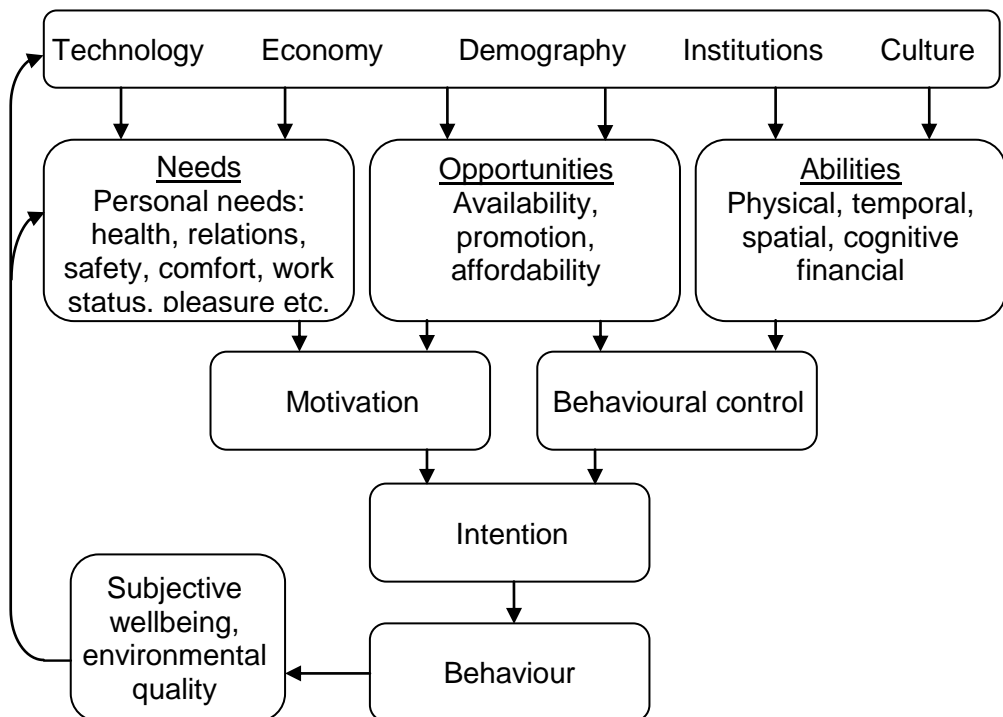 Technology Economy Demography Institutions Culture
Needs
Personal needs:
health, relations,
safety, comfort, work
status, pleasure etc.
Opportunities
Availability,
promotion,
affordability
Abilities
Physical, temporal,
spatial, cognitive
financial
Motivation
Behavioural control
Intention
Subjective
wellbeing,
environmental
quality
Behaviour